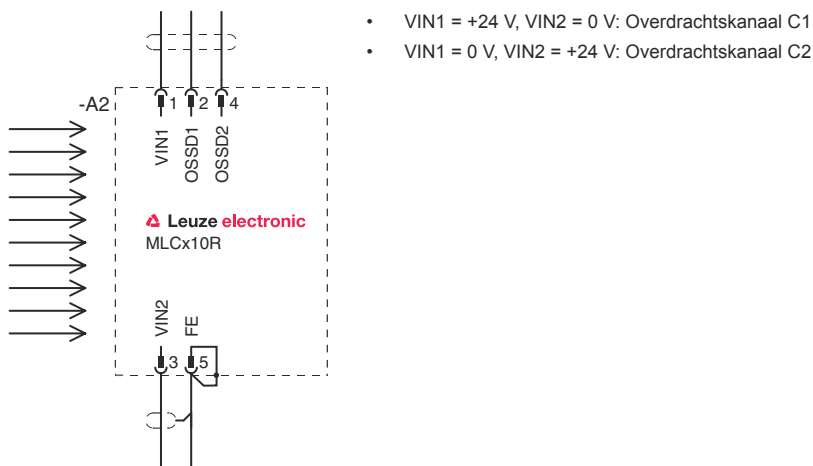 • VIN1 = +24 V, VIN2 = 0 V: Overdrachtskanaal C1
• VIN1 = 0 V, VIN2 = +24 V: Overdrachtskanaal C2
-A2
1 2 4
VIN1
OSSD1
OSSD2
Leuze electronic
MLCx10R
VIN2
FE
3 5